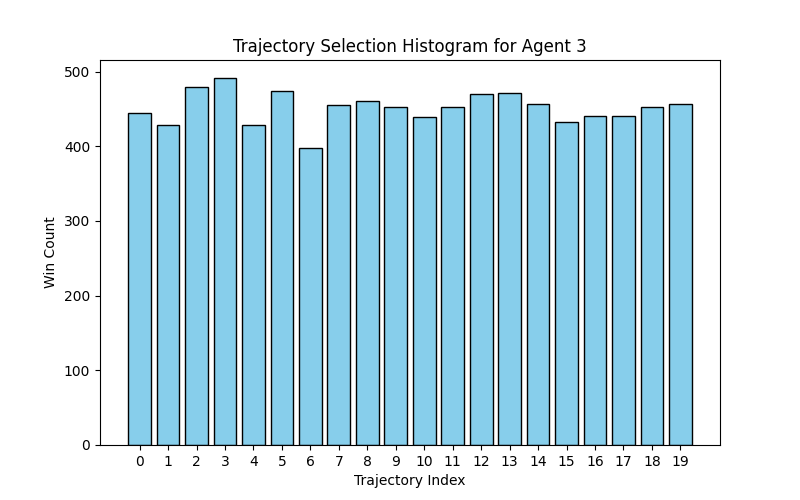 Trajectory Selection Histogram for Agent 3
500
400
300
200
100
0
Win Count
0 1 2 3 4 5 6 7 8 9 10 11 12 13 14 15 16 17 18 19
Trajectory Index